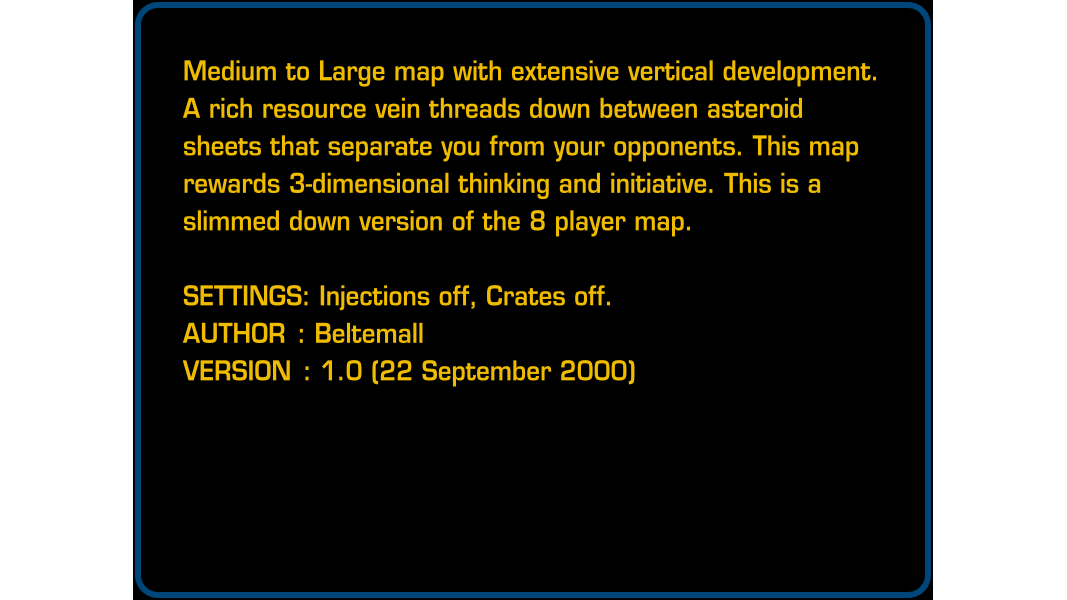 Medium to Large map with extensive vertical development.
A rich resource vein threads down between asteroid
sheets that separate you from your opponents. This map
rewards 3-dimensional thinking and initiative. This is a
slimmed down version of the 8 player map.
SETTINGS: Injections off, Crates off.
AUTHOR : Beltemall
VERSION : 1.0 (22 September 2000)